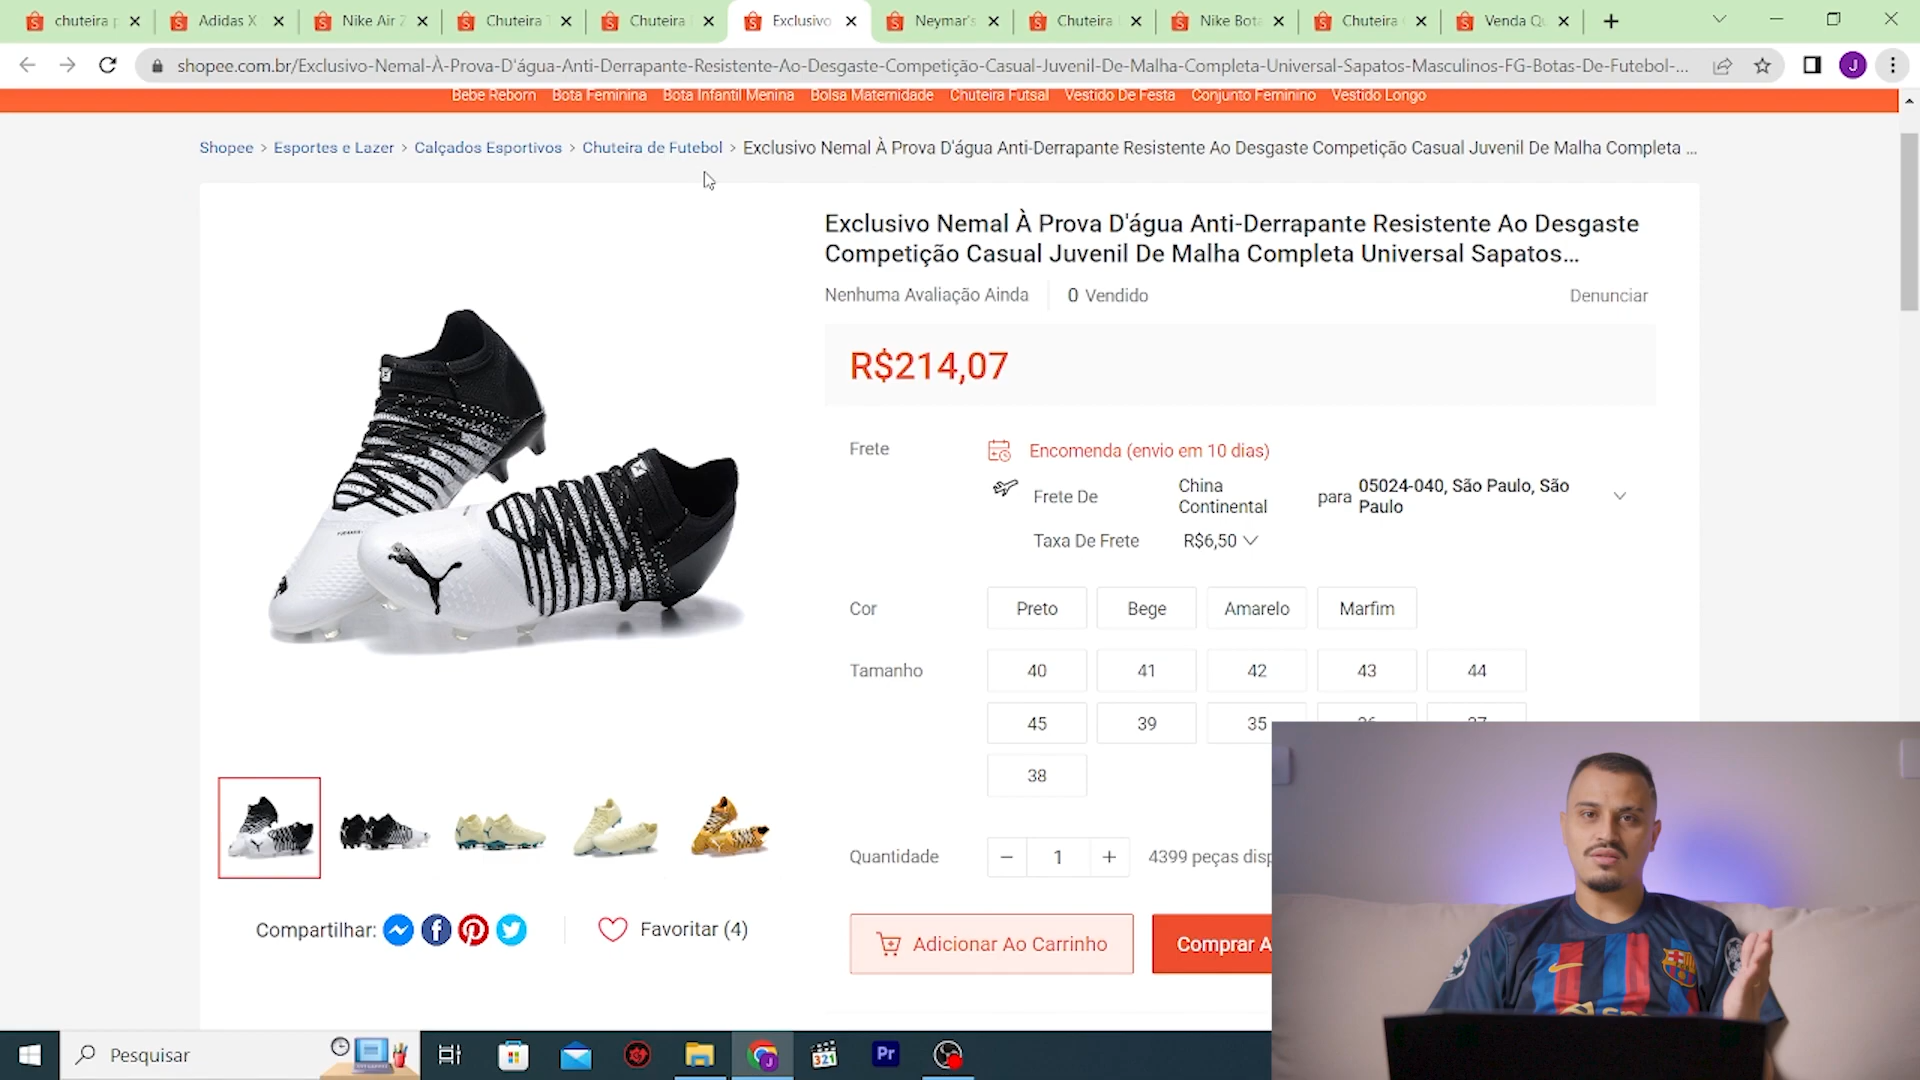 chuteira p
Adidas X
Nike Air Z
Chuteira T
Chuteira
Exclusivo
Neymar's
Chuteira
Nike Bota
Chuteira
Venda Q
shopee.com.br/Exclusivo-Nemal-À-Prova-D'água-Anti-Derrapante-Resistente-Ao-Desgaste-Competição-Casual-Juvenil-De-Malha-Completa-Universal-Sapatos-Masculinos-FG-Botas-De-Futebol-...
J
Bebe Reborn Bota Feminina Bota Infantil Menina Bolsa Maternidade Chuteira Futsal Vestido De Festa Conjunto Feminino Vestido Longo
Shopee > Esportes e Lazer > Calçados Esportivos > Chuteira de Futebol > Exclusivo Nemal À Prova D'água Anti-Derrapante Resistente Ao Desgaste Competição Casual Juvenil De Malha Completa ...
Exclusivo Nemal À Prova D'água Anti-Derrapante Resistente Ao Desgaste
Competição Casual Juvenil De Malha Completa Universal Sapatos...
Nenhuma Avaliação Ainda 0 Vendido Denunciar
R$214,07
Frete Encomenda (envio em 10 dias)
Frete De China Continental para 05024-040, São Paulo, São Paulo
Taxa De Frete R$6,50
Cor Preto Bege Amarelo Marfim
Tamanho 40 41 42 43 44
45 39 35 36 37
38
Quantidade − 1 + 4399 peças disp
Compartilhar: Favoritar (4)
Adicionar Ao Carrinho Comprar A
Pesquisar
321
J
Pr